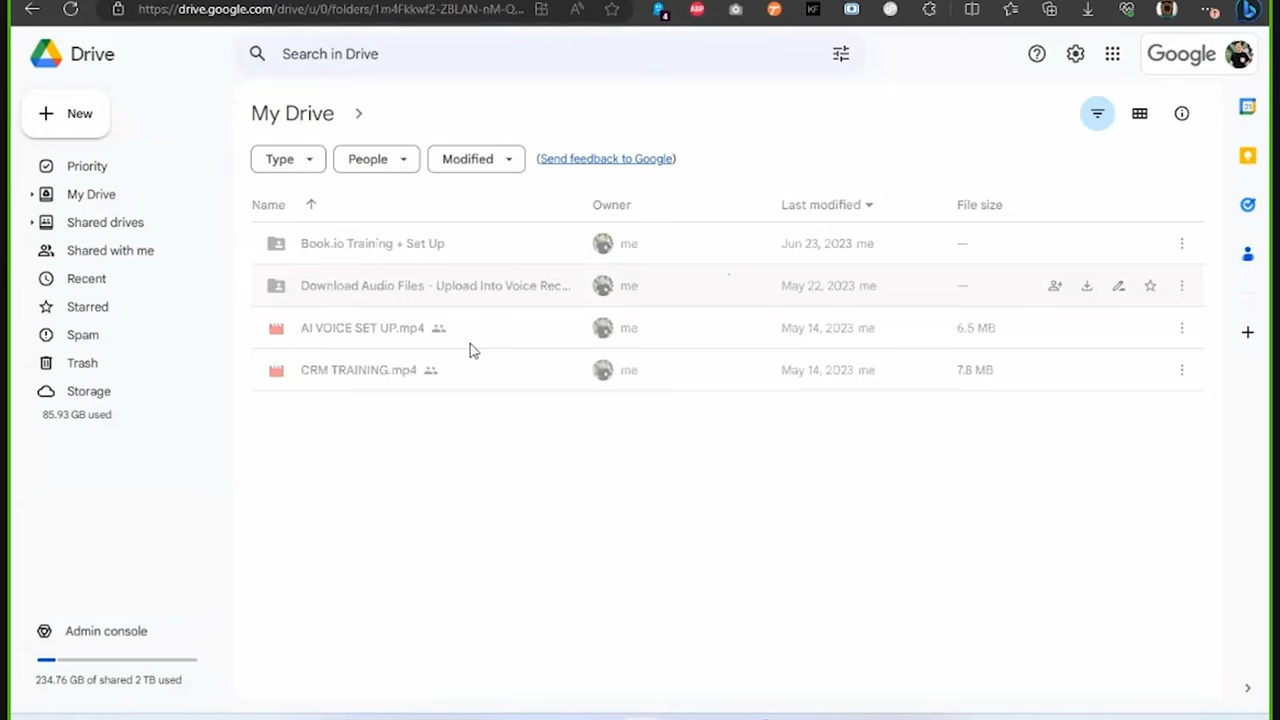 https://drive.google.com/drive/u/0/folders/1m4Fkkwf2-ZBLAN-nM-Q...
4
ABP
KF
Drive
Search in Drive
Google
New
My Drive
Type
People
Modified
(Send feedback to Google)
Priority
My Drive
Shared drives
Shared with me
Recent
Starred
Spam
Trash
Storage
85.93 GB used
Name
Owner
Last modified
File size
Book.io Training + Set Up
me
Jun 23, 2023 me
—
Download Audio Files - Upload Into Voice Rec...
me
May 22, 2023 me
—
AI VOICE SET UP.mp4
me
May 14, 2023 me
6.5 MB
CRM TRAINING.mp4
me
May 14, 2023 me
7.8 MB
Admin console
234.76 GB of shared 2 TB used